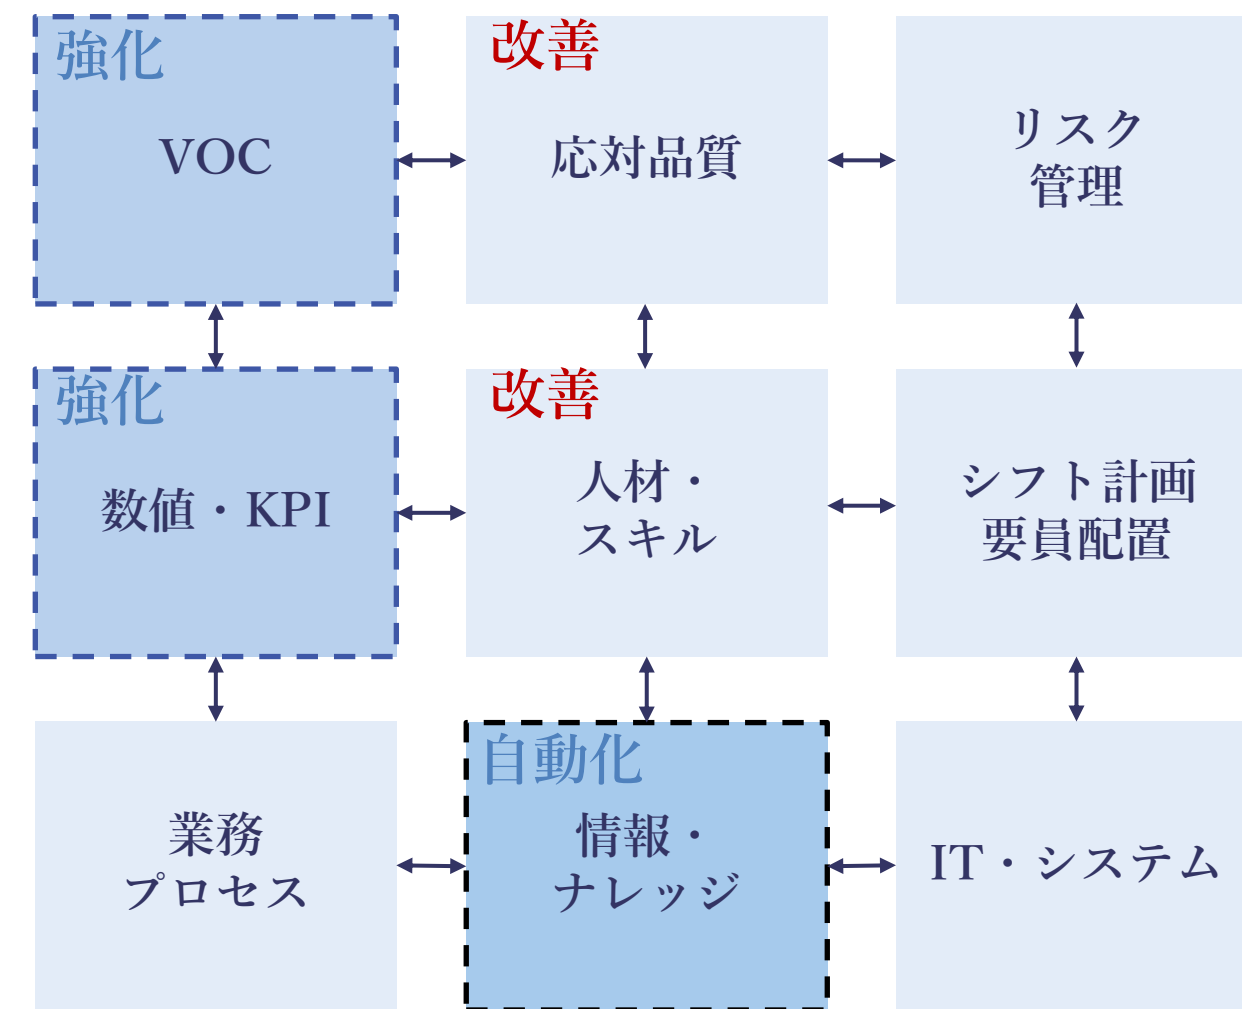 強化
VOC
改善
応対品質
リスク
管理
強化
数値・KPI
改善
人材・
スキル
シフト計画
要員配置
業務
プロセス
自動化
情報・
ナレッジ
IT・システム